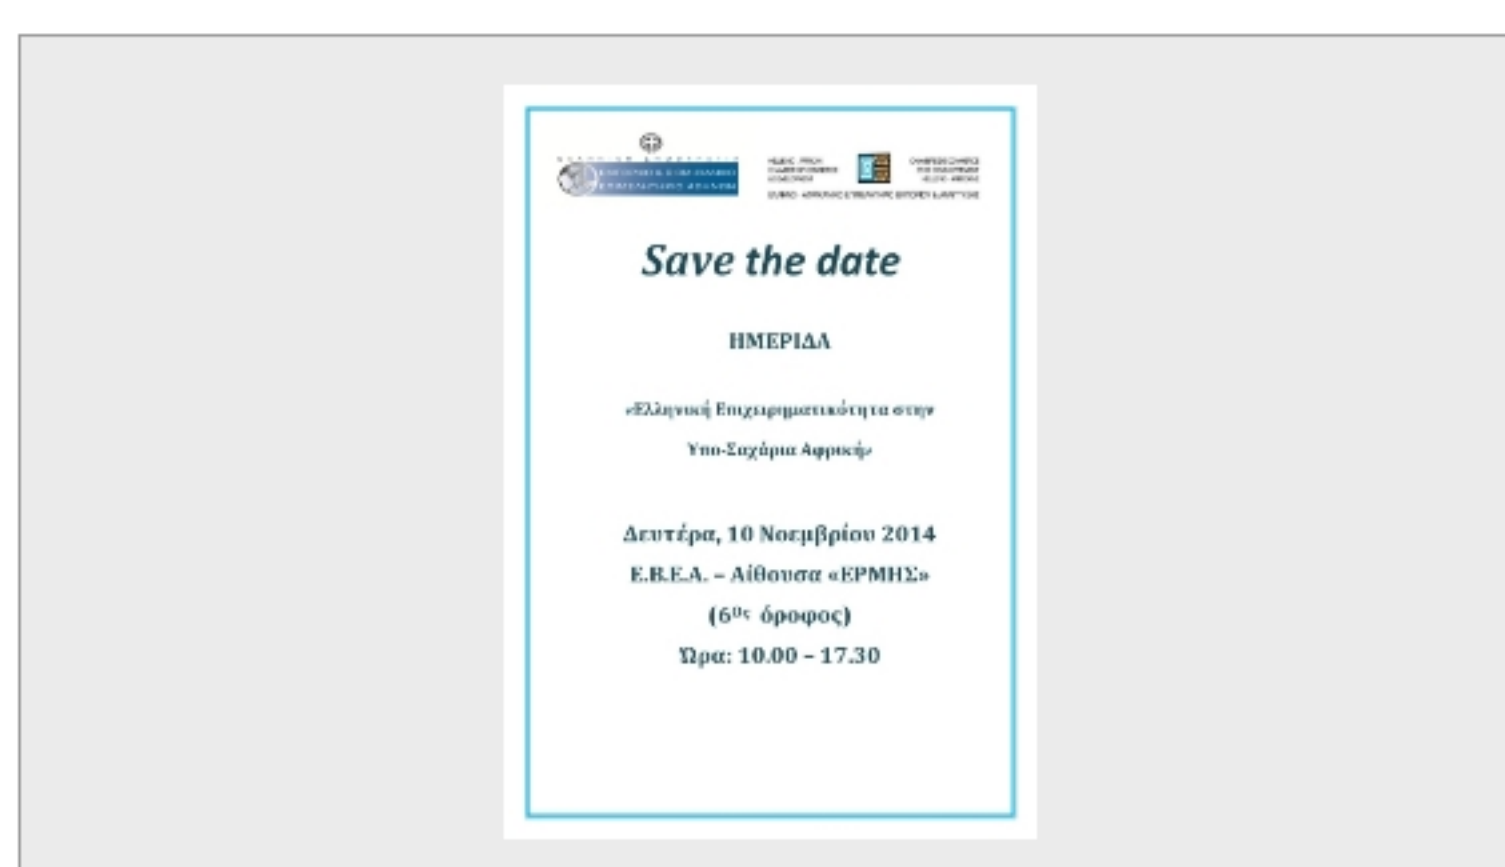 Save the date
ΗΜΕΡΙΔΑ
«Ελληνική Επιχειρηματικότητα στην
Υπο-Σαχάρια Αφρική»
Δευτέρα, 10 Νοεμβρίου 2014
Ε.Β.Ε.Α. – Αίθουσα «ΕΡΜΗΣ»
(6ος όροφος)
Ώρα: 10.00 – 17.30